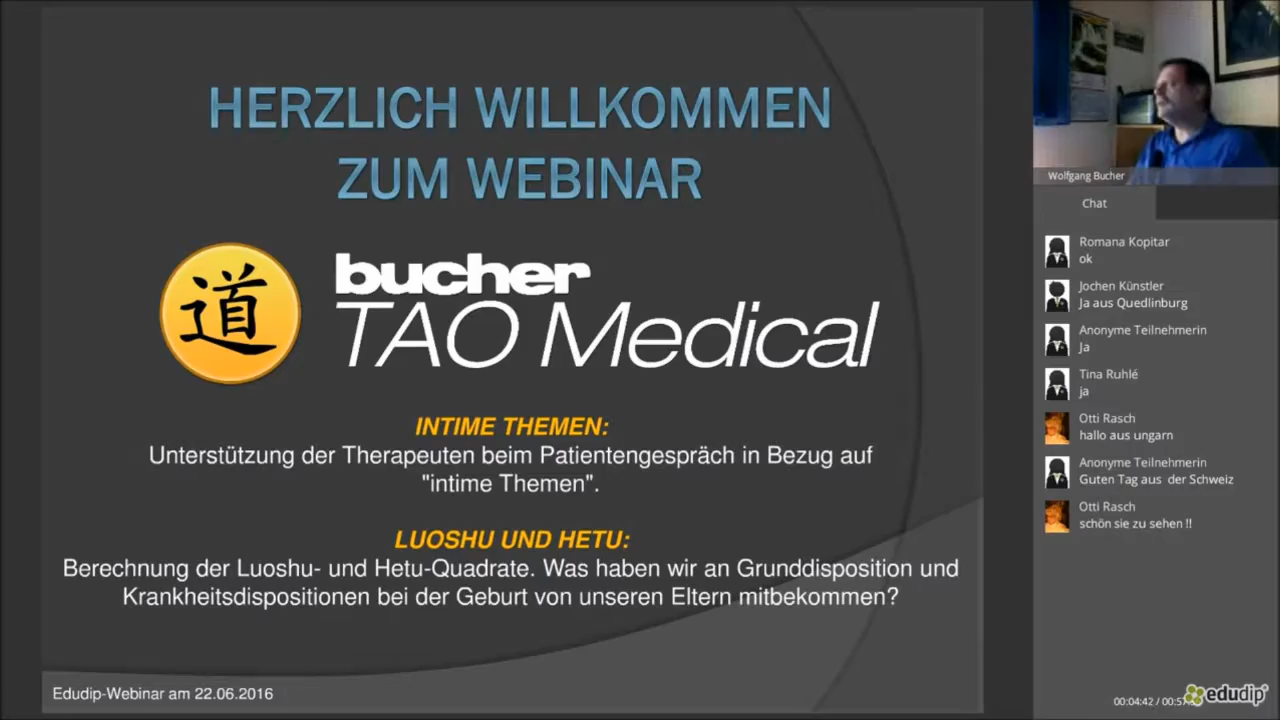 HERZLICH WILLKOMMEN
ZUM WEBINAR
道
bucher
TAO Medical
INTIME THEMEN:
Unterstützung der Therapeuten beim Patientengespräch in Bezug auf
"intime Themen".
LUOSHU UND HETU:
Berechnung der Luoshu- und Hetu-Quadrate. Was haben wir an Grunddisposition und
Krankheitsdispositionen bei der Geburt von unseren Eltern mitbekommen?
Edudip-Webinar am 22.06.2016
Wolfgang Bucher
Chat
Romana Kopitar
ok
Jochen Künstler
Ja aus Quedlinburg
Anonyme Teilnehmerin
Ja
Tina Ruhlé
ja
Otti Rasch
hallo aus ungarn
Anonyme Teilnehmerin
Guten Tag aus der Schweiz
Otti Rasch
schön sie zu sehen !!
00:04:42 /
edudip